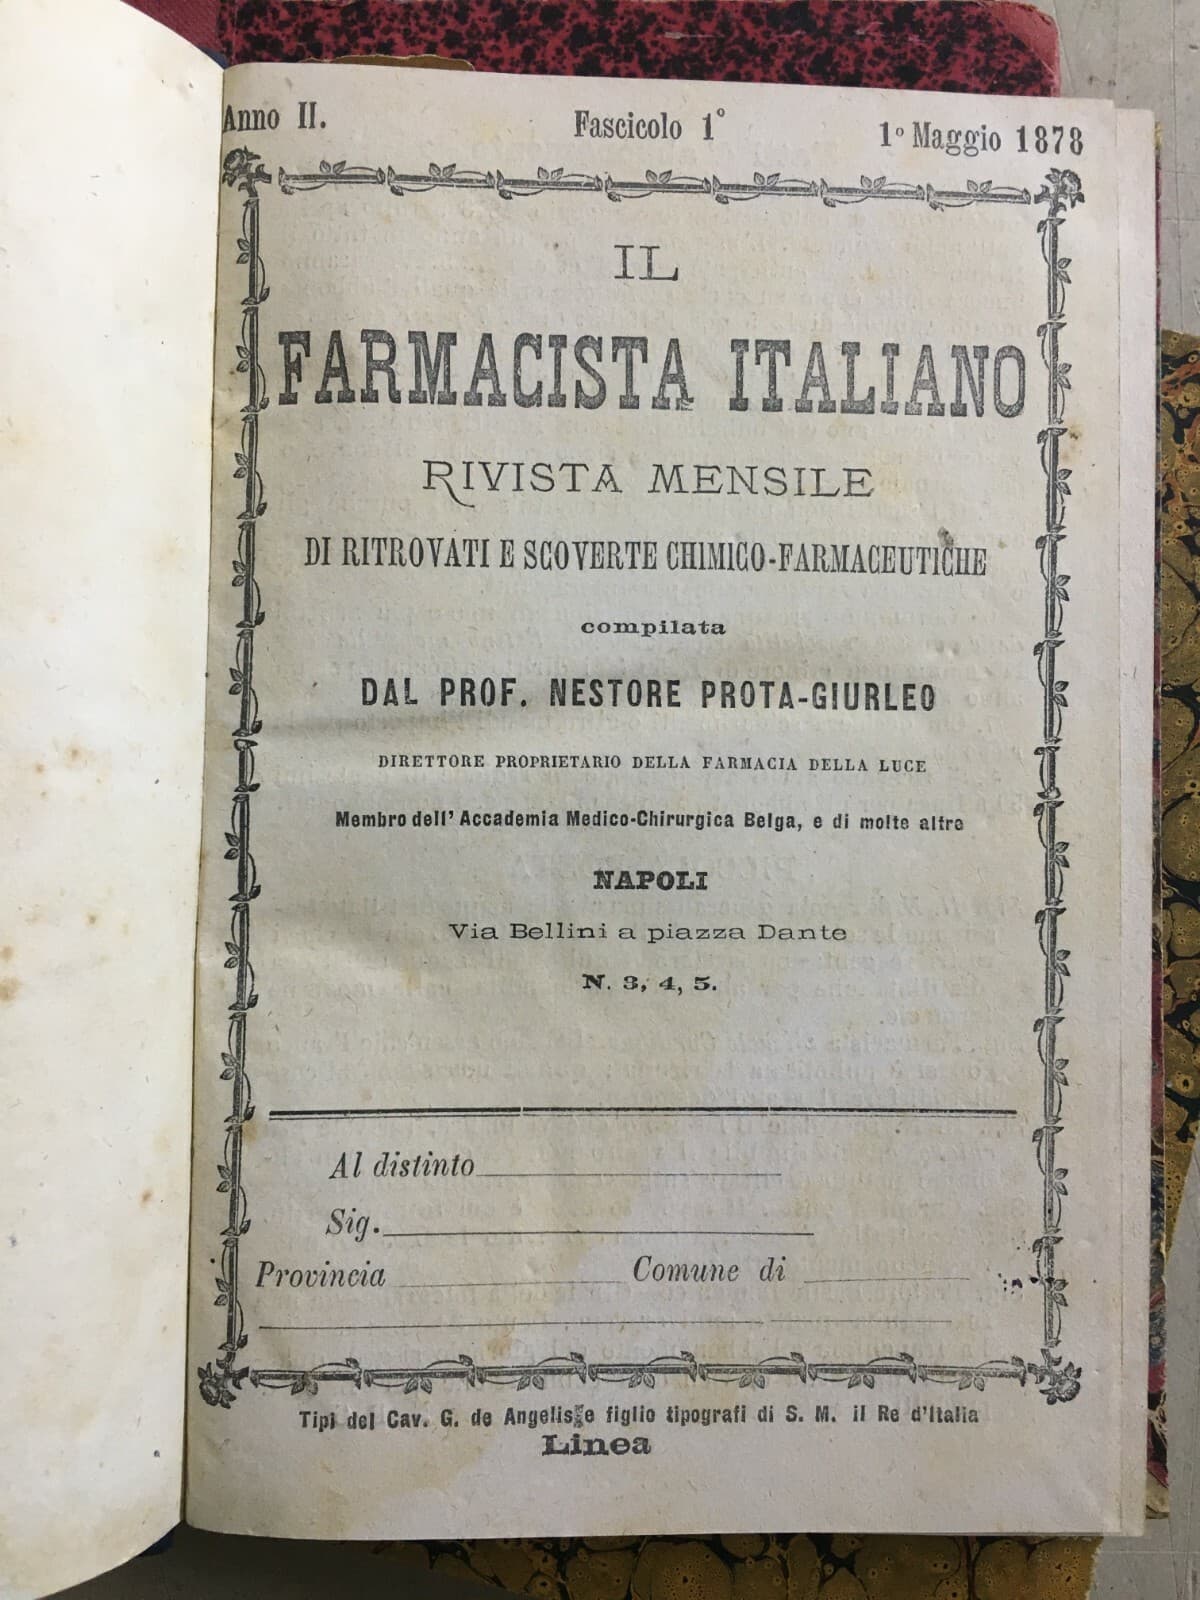 Anno II. Fascicolo 1° 1° Maggio 1878
IL
FARMACISTA ITALIANO
RIVISTA MENSILE
DI RITROVATI E SCOVERTE CHIMICO-FARMACEUTICHE
compilata
DAL PROF. NESTORE PROTA-GIURLEO
DIRETTORE PROPRIETARIO DELLA FARMACIA DELLA LUCE
Membro dell' Accademia Medico-Chirurgica Belga, e di molte altre
NAPOLI
Via Bellini a piazza Dante
N. 3, 4, 5.
Al distinto
Sig.
Provincia Comune di
Tipi del Cav. G. de Angelis e figlio tipografi di S. M. il Re d'Italia
Linea